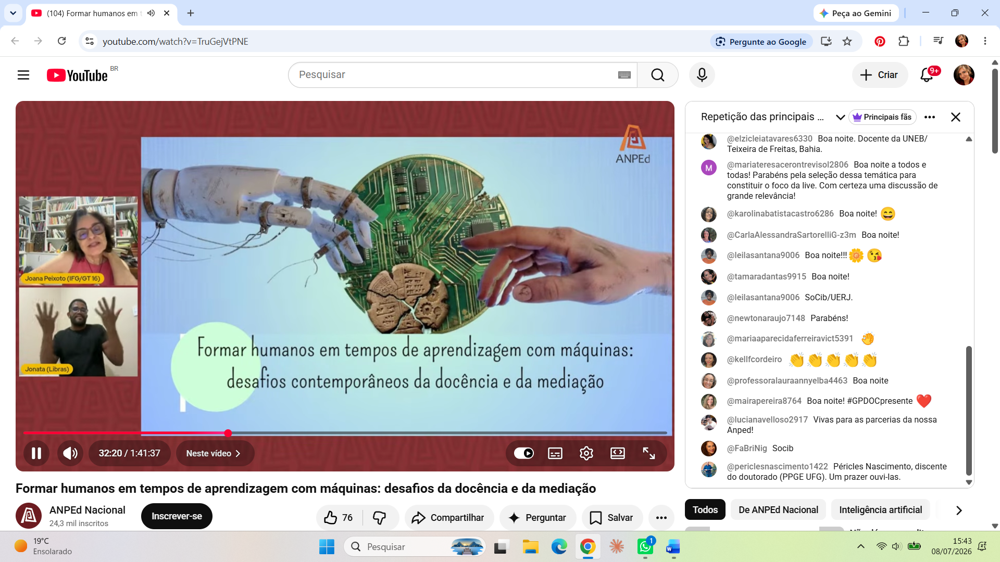 (104) Formar humanos em t
Peça ao Gemini
youtube.com/watch?v=TruGejVtPNE
Pergunte ao Google
YouTube BR
Pesquisar
Criar
9+
ANPEd
Joana Peixoto (IFG/GT 16)
Jonata (Libras)
Formar humanos em tempos de aprendizagem com máquinas:
desafios contemporâneos da docência e da mediação
32:20 / 1:41:37
Neste vídeo
Formar humanos em tempos de aprendizagem com máquinas: desafios da docência e da mediação
ANPEd Nacional
24,3 mil inscritos
Inscrever-se
76
Compartilhar
Perguntar
Salvar
Repetição das principais ...
Principais fãs
@elzicleiatavares6330 Boa noite. Docente da UNEB/
Teixeira de Freitas, Bahia.
M
@mariateresacerontrevisol2806 Boa noite a todos e
todas! Parabéns pela seleção dessa temática para
constituir o foco da live. Com certeza uma discussão de
grande relevância!
@karolinabatistacastro6286 Boa noite! 😄
@CarlaAlessandraSartorelliG-z3m Boa noite!
@leilasantana9006 Boa noite!!!🌼😘
@tamaradantas9915 Boa noite!
@leilasantana9006 SoCib/UERJ.
@newtonaraujo7148 Parabéns!
@mariaaparecidaferreiravict5391 👋
@kellfcordeiro 👏👏👏👏👏
@professoralauraannyelba4463 Boa noite
@mairapereira8764 Boa noite! #GPDOCpresente ❤️
@lucianavelloso2917 Vivas para as parcerias da nossa
Anped!
@FaBriNig Socib
@periclesnascimento1422 Péricles Nascimento, discente
do doutorado (PPGE UFG). Um prazer ouvi-las.
Todos
De ANPEd Nacional
Inteligência artificial
19°C
Ensolarado
Pesquisar
1
15:43
08/07/2026